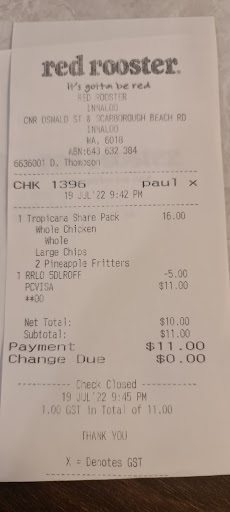 red rooster.
it's gotta be red
RED ROOSTER
INNALOO
CNR OSWALD ST & SCARBOROUGH BEACH RD
INNALOO
WA, 6018
ABN:643 632 384
6636001 D. Thomson
CHK 1396 paul x
19 JUL'22 9:42 PM
1 Tropicana Share Pack 16.00
Whole Chicken
Whole
Large Chips
2 Pineapple Fritters
1 RRLO 5DLROFF -5.00
PCVISA $11.00
**00
Net Total: $10.00
Subtotal: $11.00
Payment $11.00
Change Due $0.00
-------- Check Closed --------
19 JUL'22 9:45 PM
1.00 GST in Total of 11.00
THANK YOU
X = Denotes GST